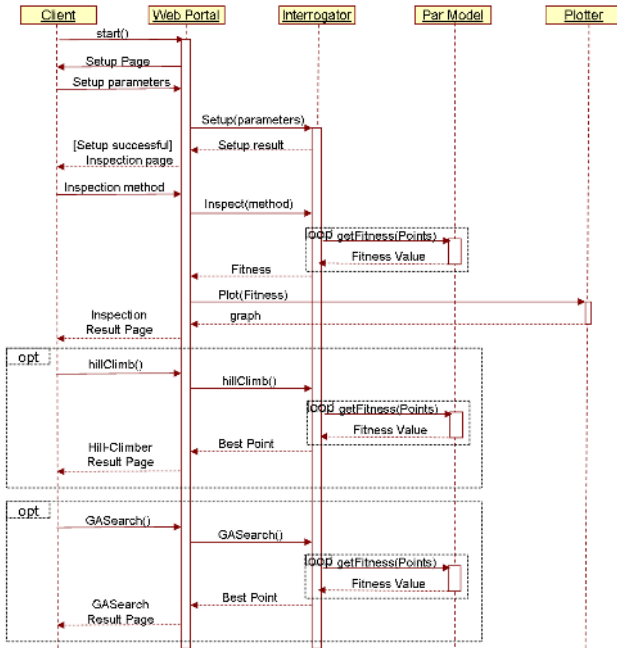 Client Web Portal Interrogator Par Model Plotter
start()
Setup Page
Setup parameters
Setup(parameters)
[Setup successful]
Inspection page
Setup result
Inspection method
Inspect(method)
loop getFitness(Points)
Fitness Value
Fitness
Plot(Fitness)
Inspection
Result Page
graph
opt
hillClimb()
hillClimb()
loop getFitness(Points)
Fitness Value
Best Point
Hill-Climber
Result Page
opt
GASearch()
GASearch()
loop getFitness(Points)
Fitness Value
Best Point
GASearch
Result Page